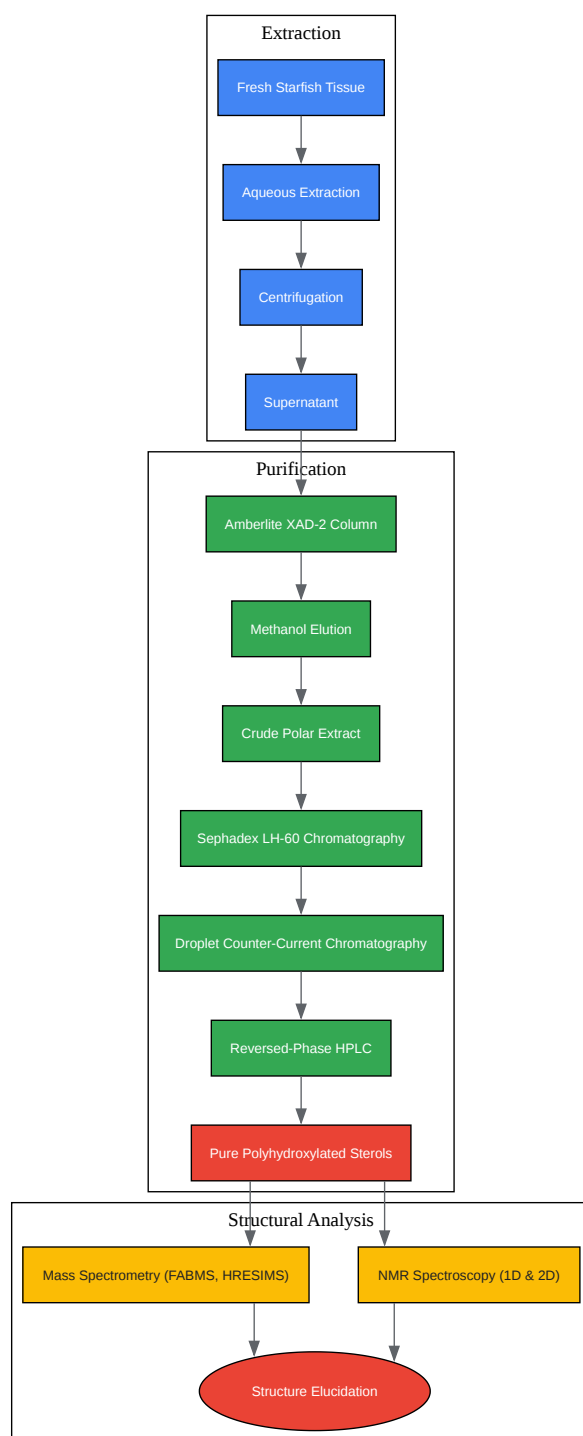 Extraction
Fresh Starfish Tissue
Aqueous Extraction
Centrifugation
Supernatant
Purification
Amberlite XAD-2 Column
Methanol Elution
Crude Polar Extract
Sephadex LH-60 Chromatography
Droplet Counter-Current Chromatography
Reversed-Phase HPLC
Pure Polyhydroxylated Sterols
Structural Analysis
Mass Spectrometry (FABMS, HRESIMS)
NMR Spectroscopy (1D & 2D)
Structure Elucidation